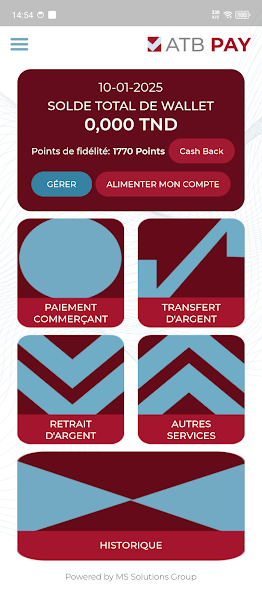 14:54
ATB PAY
10-01-2025
SOLDE TOTAL DE WALLET
0,000 TND
Points de fidélité: 1770 Points Cash Back
GÉRER ALIMENTER MON COMPTE
PAIEMENT
COMMERÇANT
TRANSFERT
D'ARGENT
RETRAIT
D'ARGENT
AUTRES
SERVICES
HISTORIQUE
Powered by MS Solutions Group